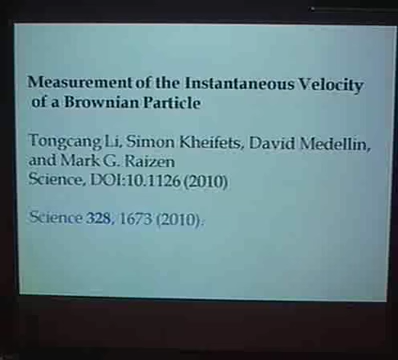 Measurement of the Instantaneous Velocity
of a Brownian Particle
Tongcang Li, Simon Kheifets, David Medellin,
and Mark G. Raizen
Science, DOI:10.1126 (2010)
Science 328, 1673 (2010).